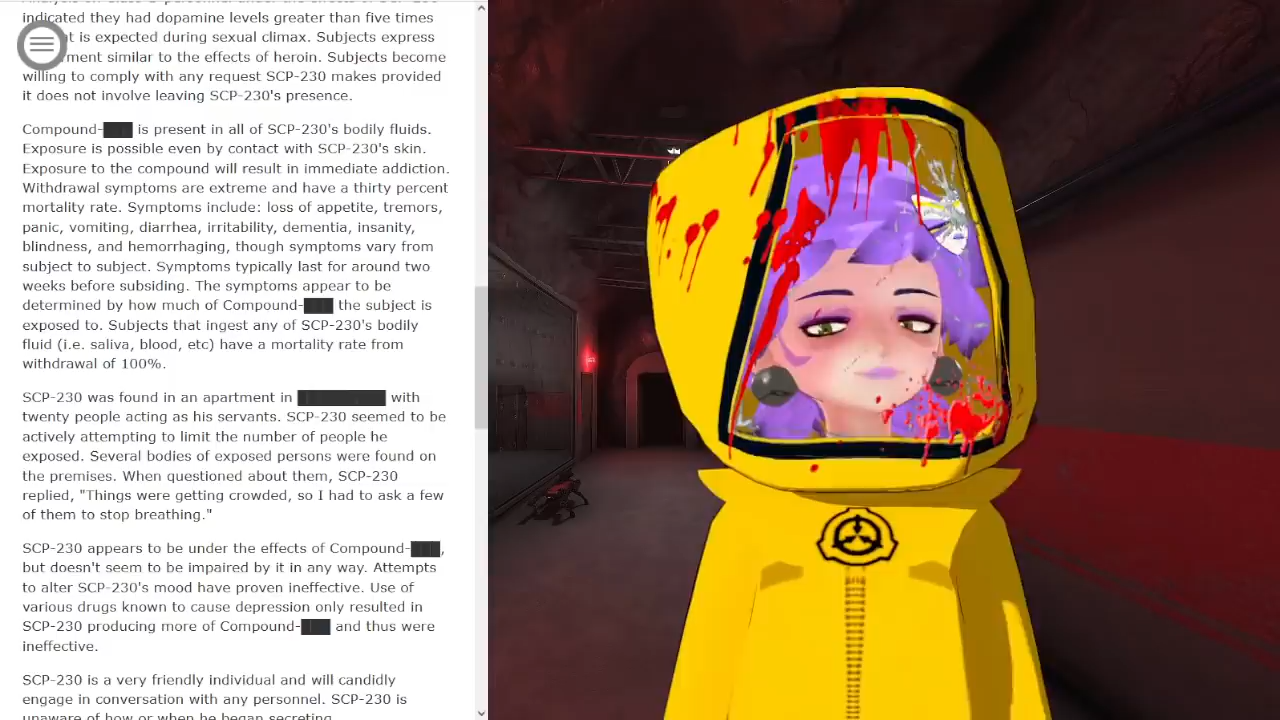 indicated they had dopamine levels greater than five times
is expected during sexual climax. Subjects express
similar to the effects of heroin. Subjects become
willing to comply with any request SCP-230 makes provided
it does not involve leaving SCP-230's presence.
Compound-███ is present in all of SCP-230's bodily fluids.
Exposure is possible even by contact with SCP-230's skin.
Exposure to the compound will result in immediate addiction.
Withdrawal symptoms are extreme and have a thirty percent
mortality rate. Symptoms include: loss of appetite, tremors,
panic, vomiting, diarrhea, irritability, dementia, insanity,
blindness, and hemorrhaging, though symptoms vary from
subject to subject. Symptoms typically last for around two
weeks before subsiding. The symptoms appear to be
determined by how much of Compound-███ the subject is
exposed to. Subjects that ingest any of SCP-230's bodily
fluid (i.e. saliva, blood, etc) have a mortality rate from
withdrawal of 100%.
SCP-230 was found in an apartment in █████████ with
twenty people acting as his servants. SCP-230 seemed to be
actively attempting to limit the number of people he
exposed. Several bodies of exposed persons were found on
the premises. When questioned about them, SCP-230
replied, "Things were getting crowded, so I had to ask a few
of them to stop breathing."
SCP-230 appears to be under the effects of Compound-███,
but doesn't seem to be impaired by it in any way. Attempts
to alter SCP-230's mood have proven ineffective. Use of
various drugs known to cause depression only resulted in
SCP-230 producing more of Compound-███ and thus were
ineffective.
SCP-230 is a very friendly individual and will candidly
engage in conversation with any personnel. SCP-230 is
unaware of how or when he began secreting